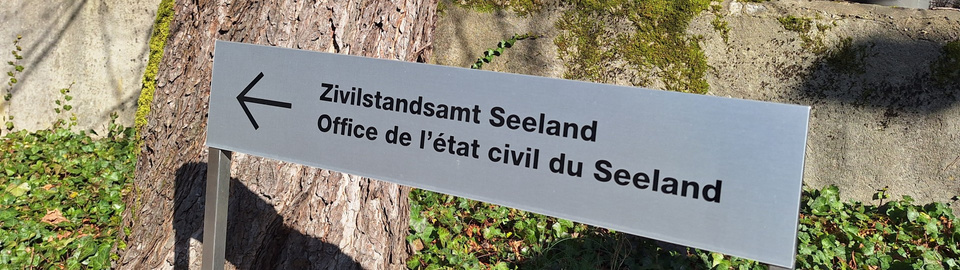 Zivilstandsamt Seeland
Office de l’état civil du Seeland